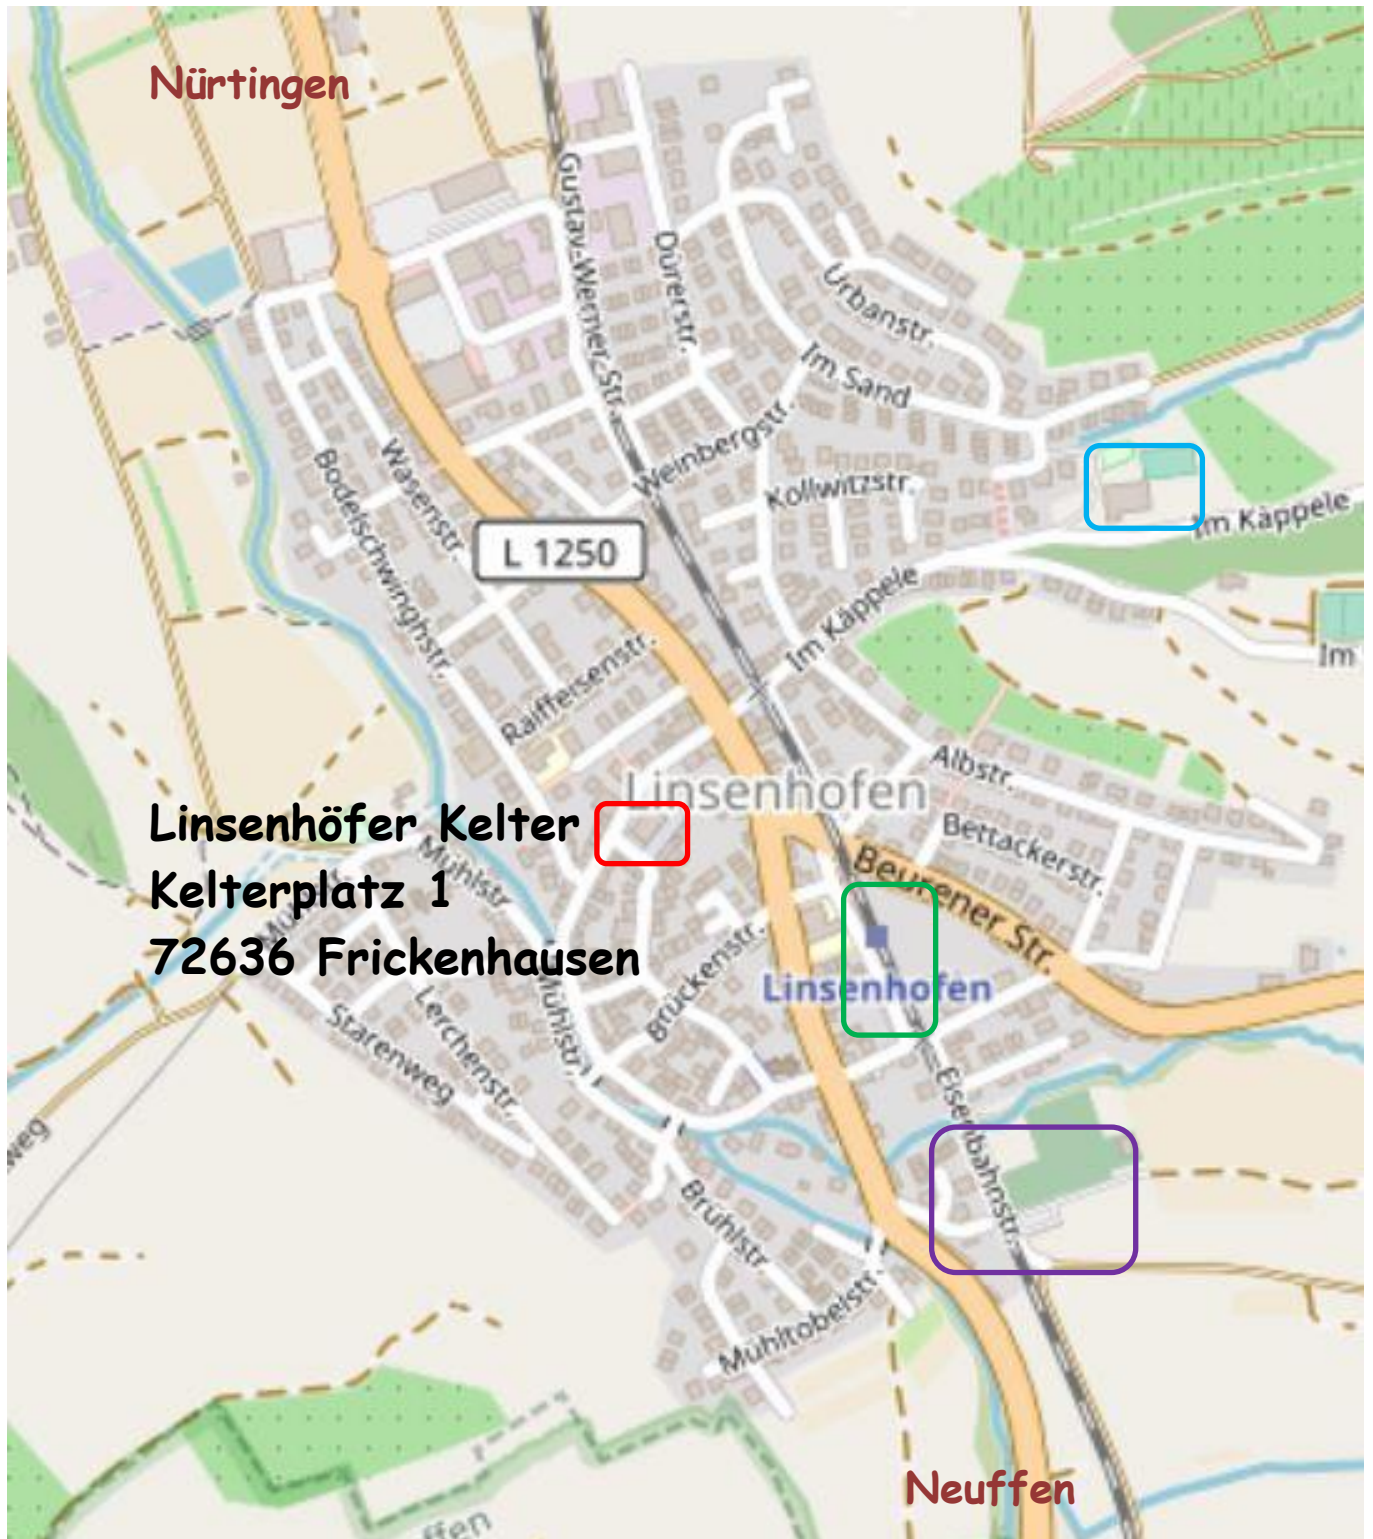 Nürtingen
Gustav-Werner-Str.
Dürerstr.
Urbanstr.
Im Sand
Weinbergstr.
Kollwitzstr.
Wasenstr.
Bodelschwinghstr.
L 1250
Im Käppele
Im Käppele
Im
Raiffeisenstr.
Albstr.
Linsenhofen
Linsenhöfer Kelter
Bettackerstr.
Mühlstr.
Beurener Str.
Kelterplatz 1
72636 Frickenhausen
Brückenstr.
Linsenhofen
Mühlstr.
Lerchenstr.
Starenweg
Eisenbahnstr.
weg
Brühlstr.
Mühltobelstr.
Neuffen
ffen